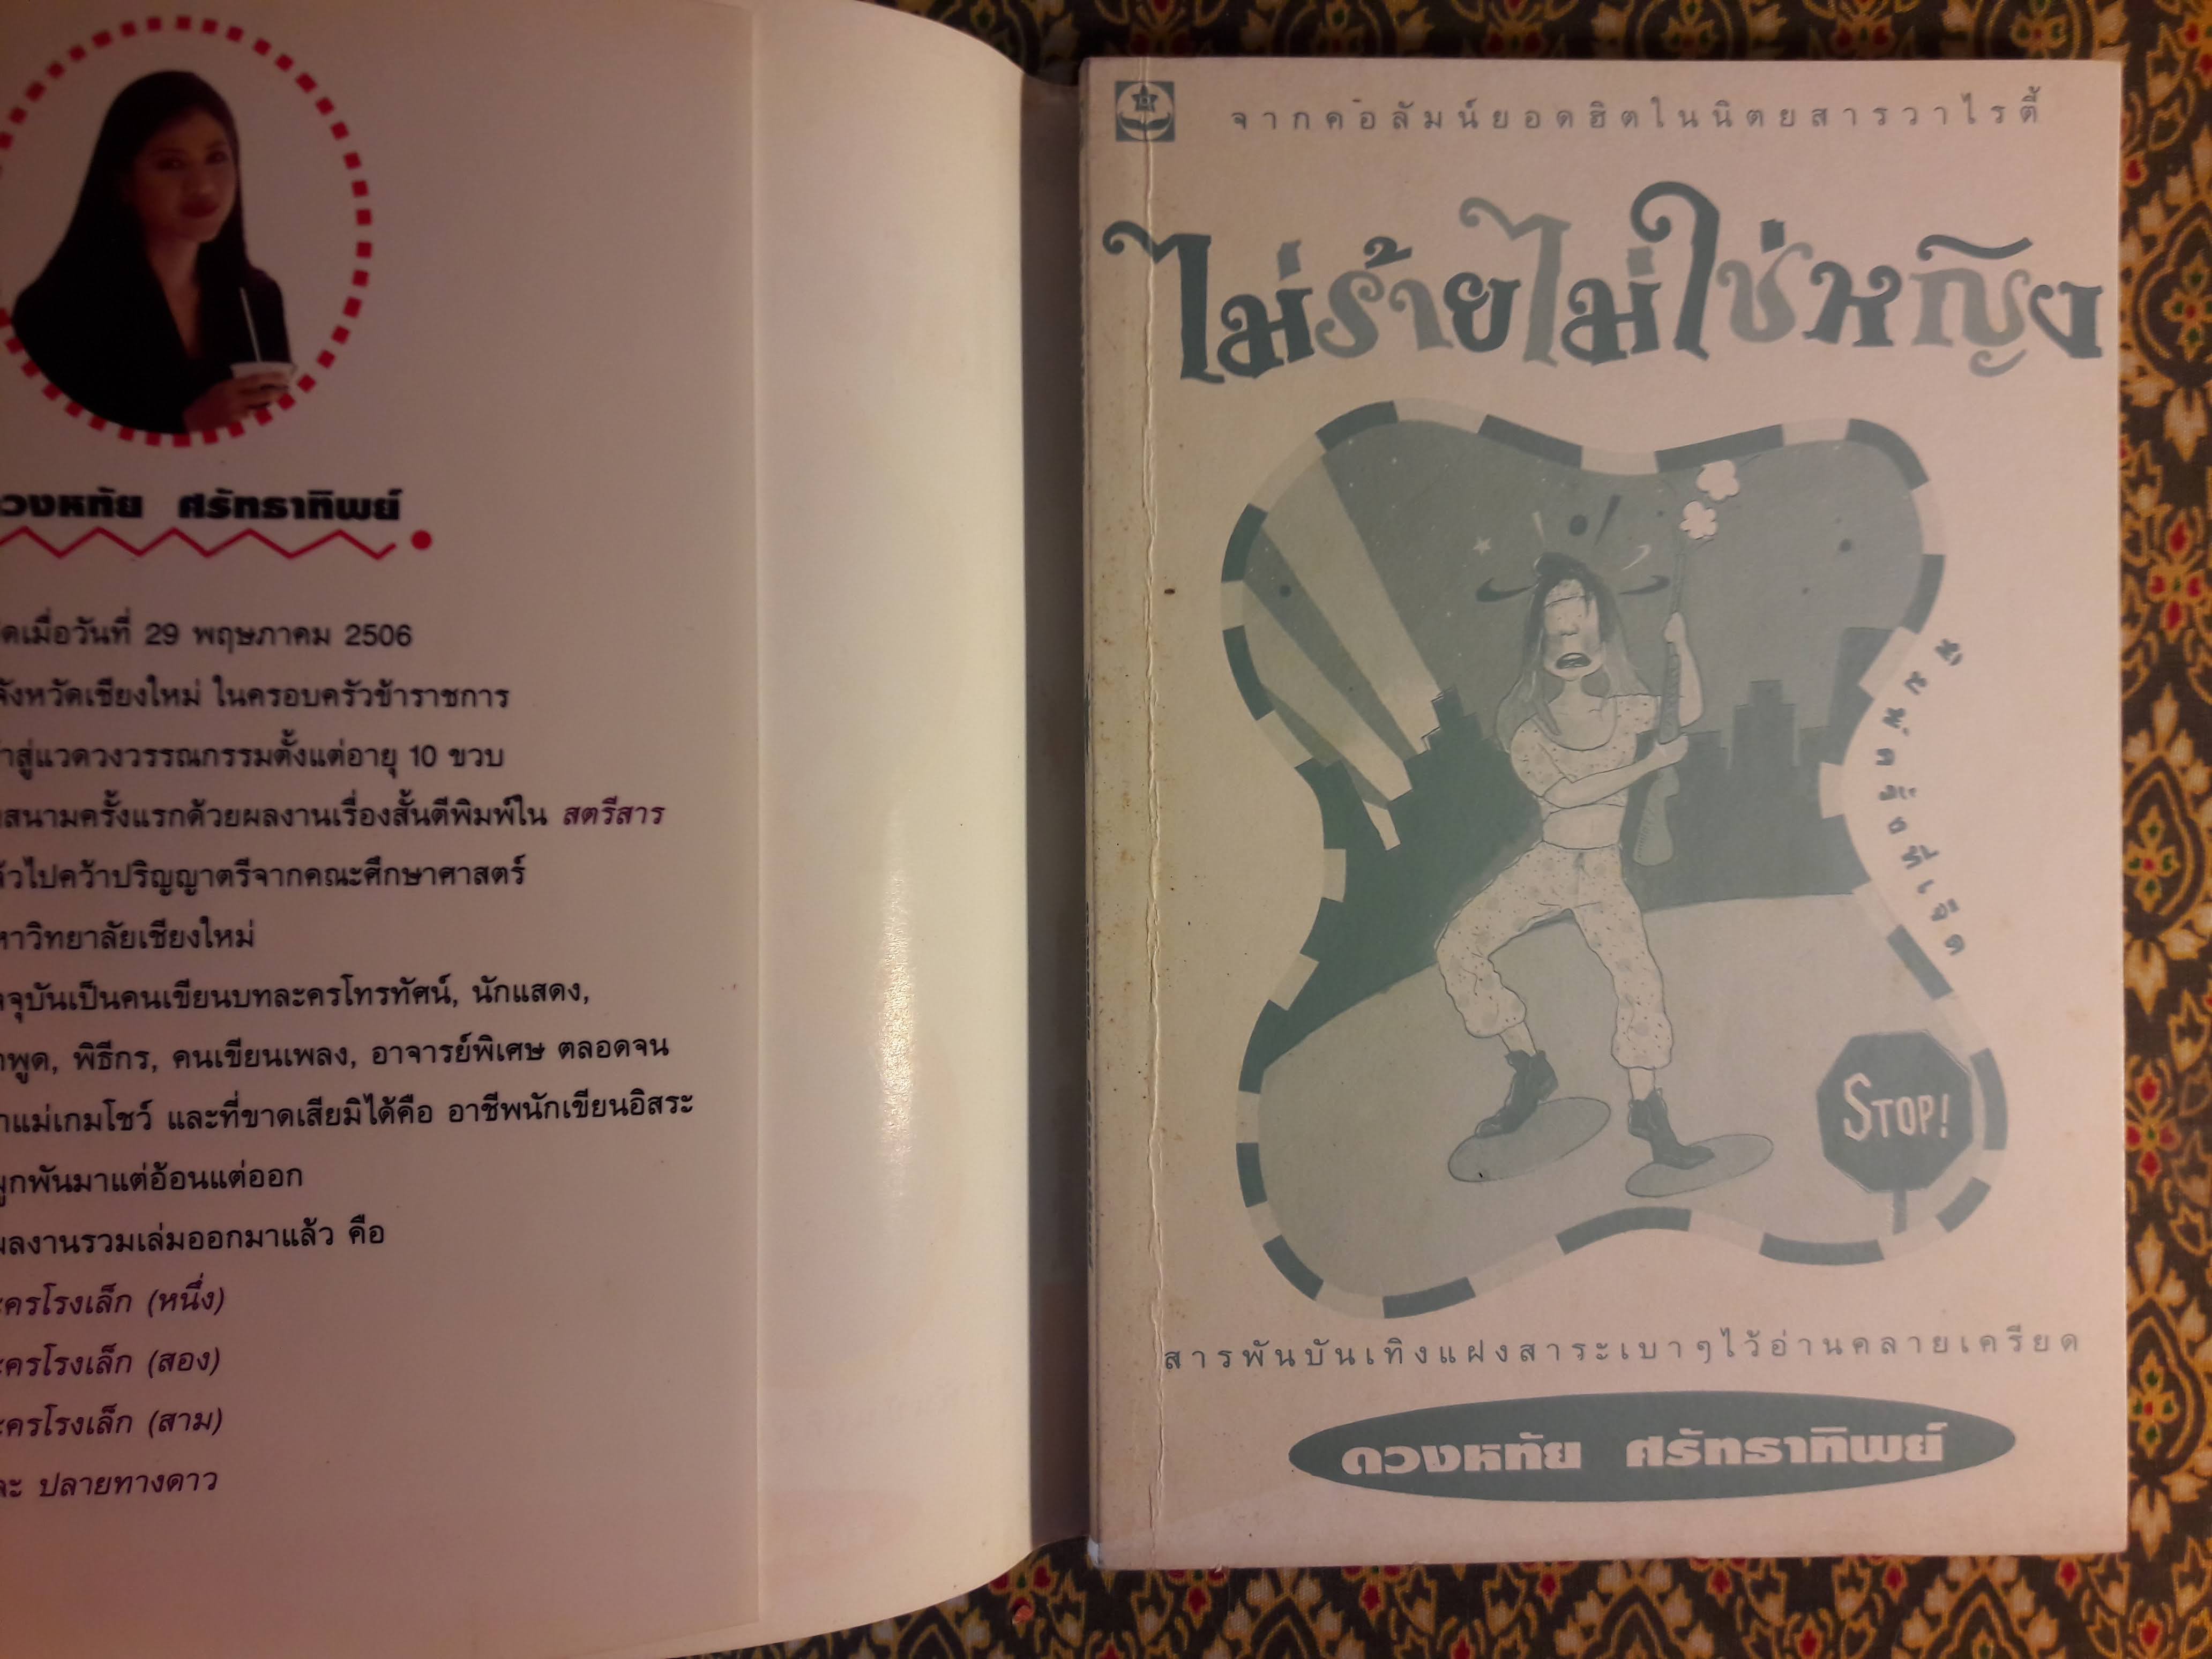 วงหทัย ศรัทธาทิพย์
ดเมื่อวันที่ 29 พฤษภาคม 2506
จังหวัดเชียงใหม่ ในครอบครัวข้าราชการ
าสู่แวดวงวรรณกรรมตั้งแต่อายุ 10 ขวบ
สนามครั้งแรกด้วยผลงานเรื่องสั้นตีพิมพ์ใน สตรีสาร
ล้วไปคว้าปริญญาตรีจากคณะศึกษาศาสตร์
หาวิทยาลัยเชียงใหม่
จจุบันเป็นคนเขียนบทละครโทรทัศน์, นักแสดง,
พูด, พิธีกร, คนเขียนเพลง, อาจารย์พิเศษ ตลอดจน
าแม่เกมโชว์ และที่ขาดเสียมิได้คือ อาชีพนักเขียนอิสระ
ผูกพันมาแต่อ้อนแต่ออก
ผลงานรวมเล่มออกมาแล้ว คือ
ะครโรงเล็ก (หนึ่ง)
ะครโรงเล็ก (สอง)
ะครโรงเล็ก (สาม)
ละ ปลายทางดาว
จากคอลัมน์ยอดฮิตในนิตยสารวาไรตี้
ไม่ร้ายไม่ใช่หญิง
STOP!
สารพันบันเทิงแฝงสาระเบาๆไว้อ่านคลายเครียด
ดวงหทัย ศรัทธาทิพย์